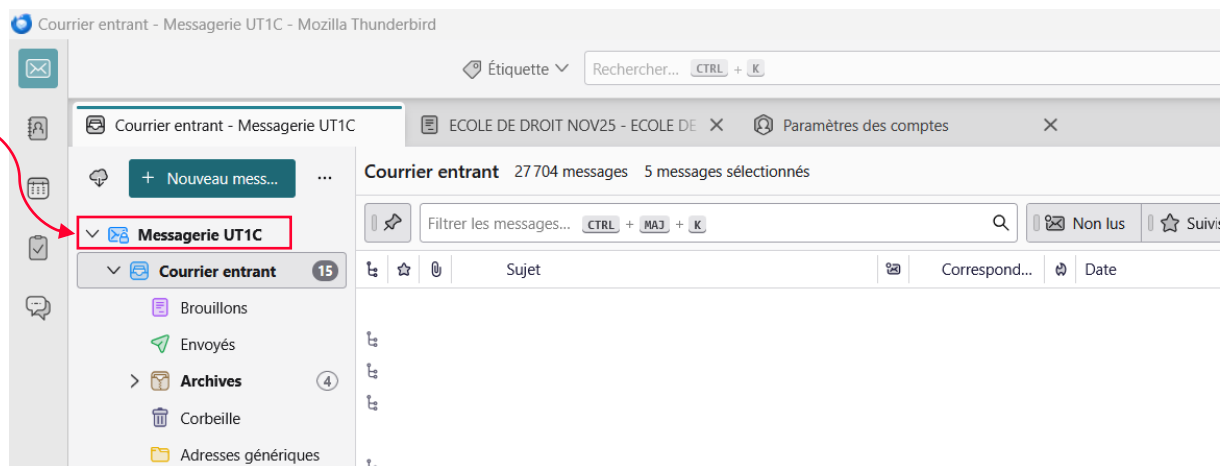 Courrier entrant - Messagerie UT1C - Mozilla Thunderbird
Étiquette Rechercher... CTRL + K
Courrier entrant - Messagerie UT1C ECOLE DE DROIT NOV25 - ECOLE DE Paramètres des comptes
+ Nouveau mess... ...
Courrier entrant 27 704 messages 5 messages sélectionnés
Filtrer les messages... CTRL + MAJ + K Non lus Suivis
Messagerie UT1C
Courrier entrant 15
Sujet Correspond... Date
Brouillons
Envoyés
Archives 4
Corbeille
Adresses génériques